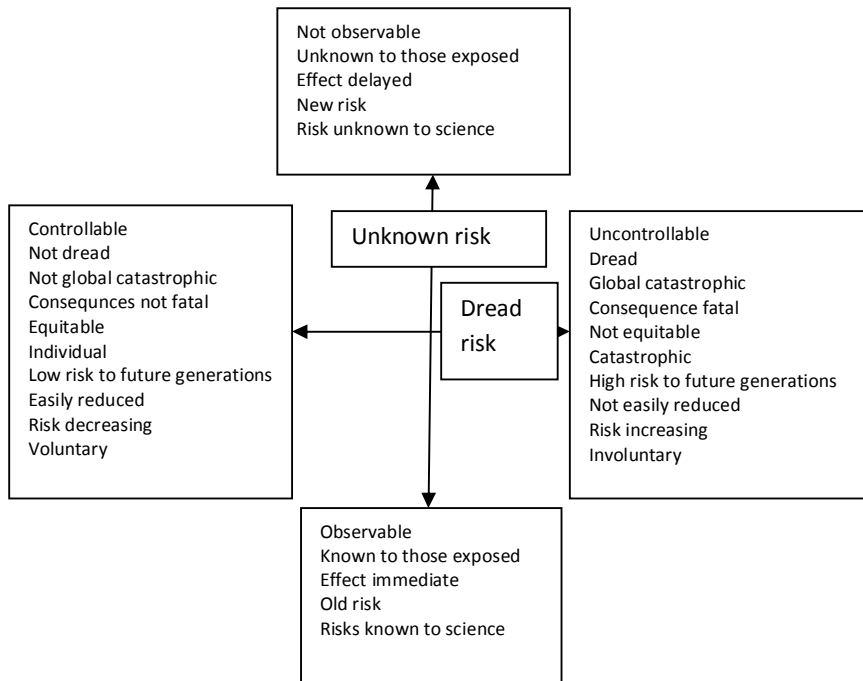 Not observable
Unknown to those exposed
Effect delayed
New risk
Risk unknown to science
Unknown risk
Controllable
Not dread
Not global catastrophic
Consequnces not fatal
Equitable
Individual
Low risk to future generations
Easily reduced
Risk decreasing
Voluntary
Dread
risk
Uncontrollable
Dread
Global catastrophic
Consequence fatal
Not equitable
Catastrophic
High risk to future generations
Not easily reduced
Risk increasing
Involuntary
Observable
Known to those exposed
Effect immediate
Old risk
Risks known to science